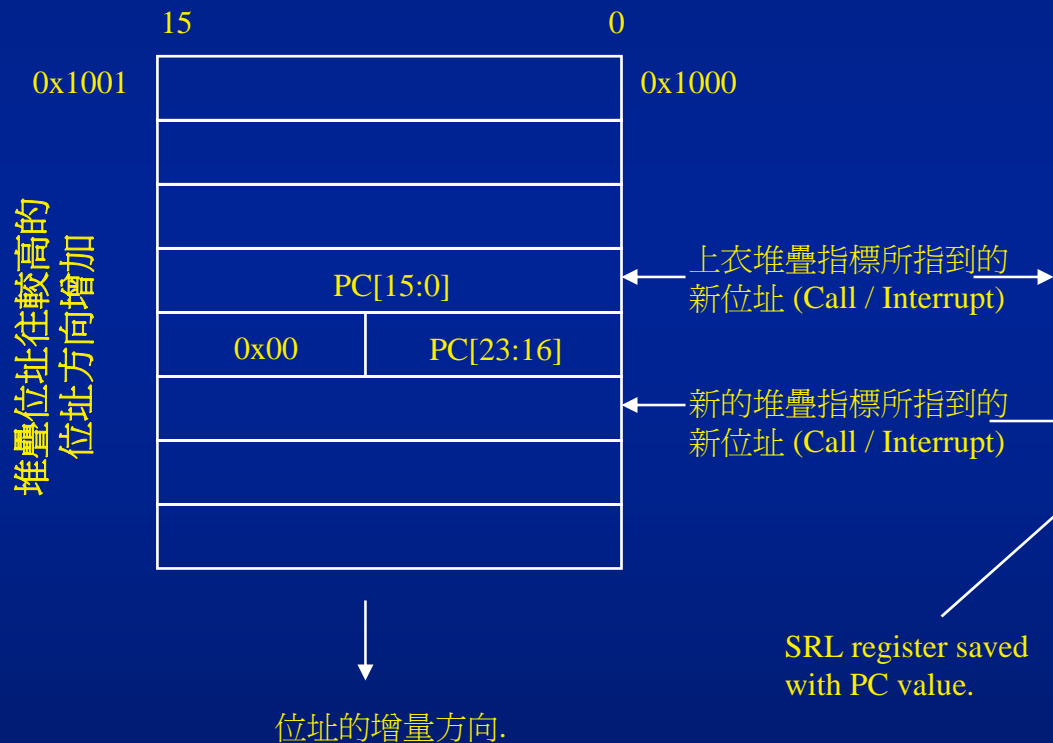 15
0
0x1001
0x1000
堆疊位址往較高的
位址方向增加
PC[15:0]
上衣堆疊指標所指到的
新位址 (Call / Interrupt)
0x00
PC[23:16]
新的堆疊指標所指到的
新位址 (Call / Interrupt)
SRL register saved
with PC value.
位址的增量方向.